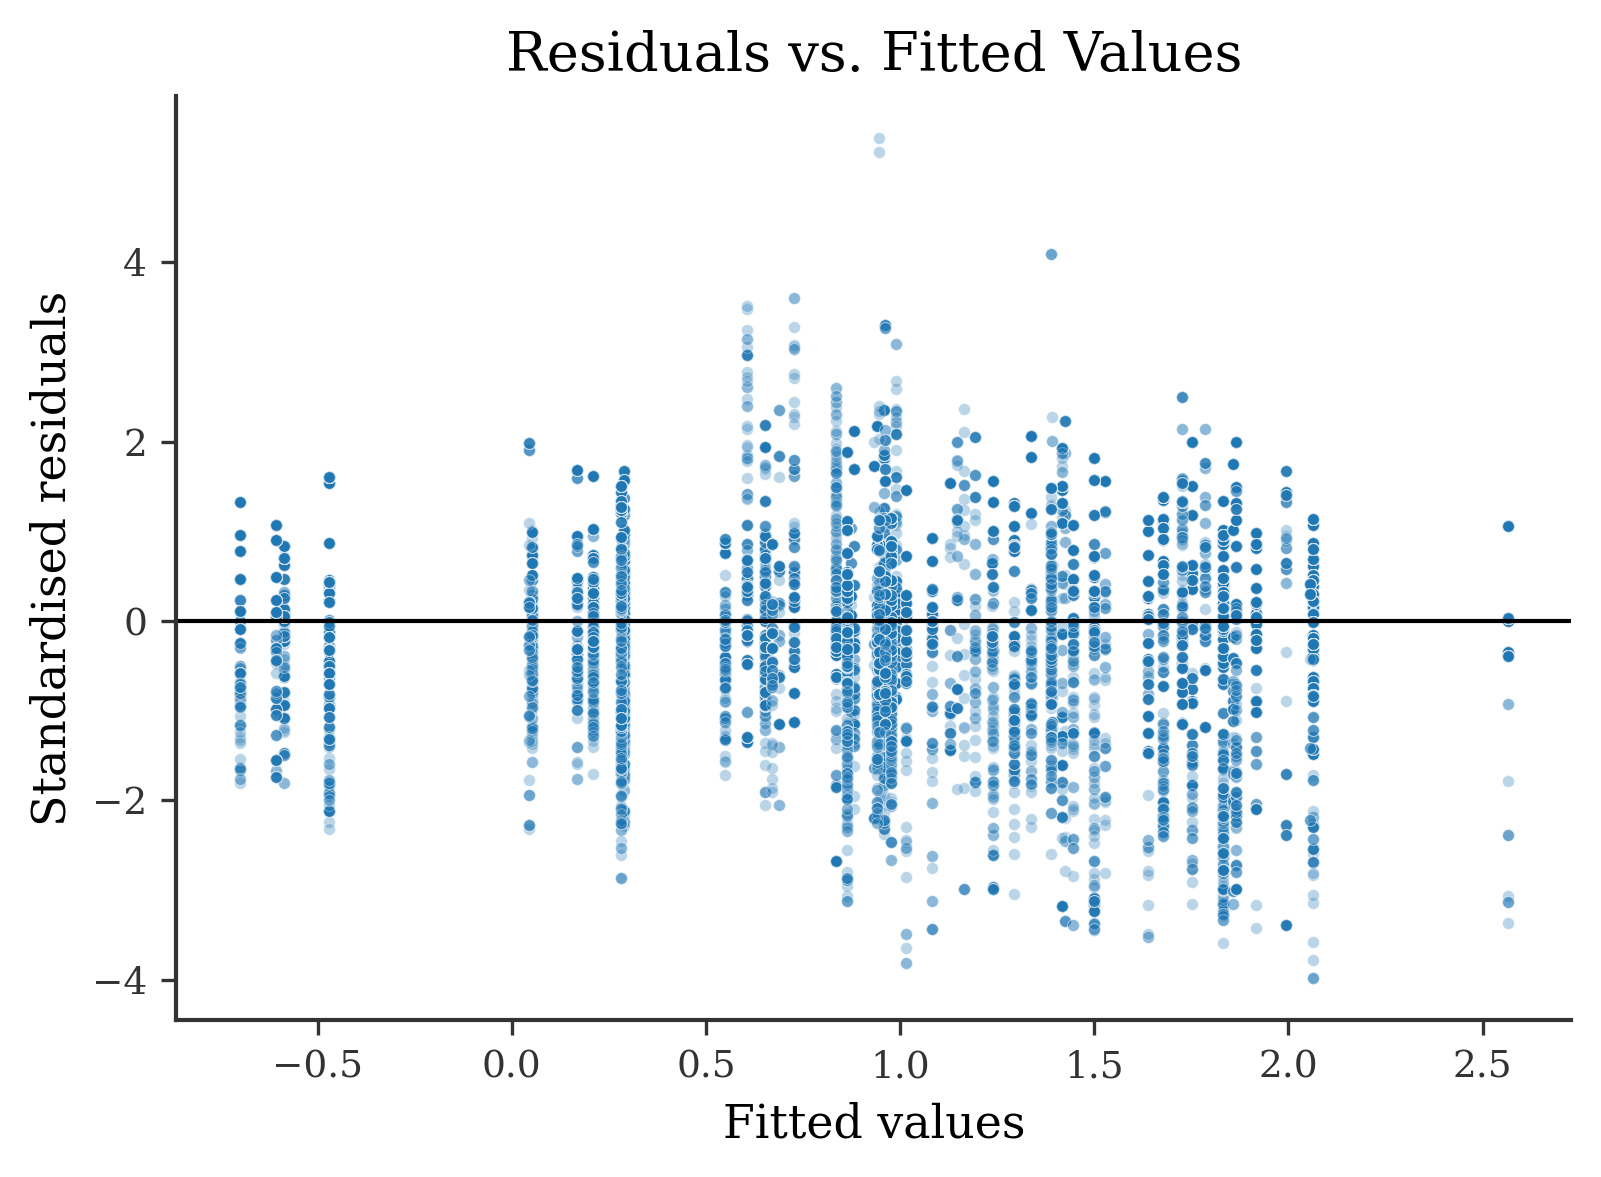 Residuals vs. Fitted Values
Standardised residuals
4
2
0
−2
−4
−0.5 0.0 0.5 1.0 1.5 2.0 2.5
Fitted values